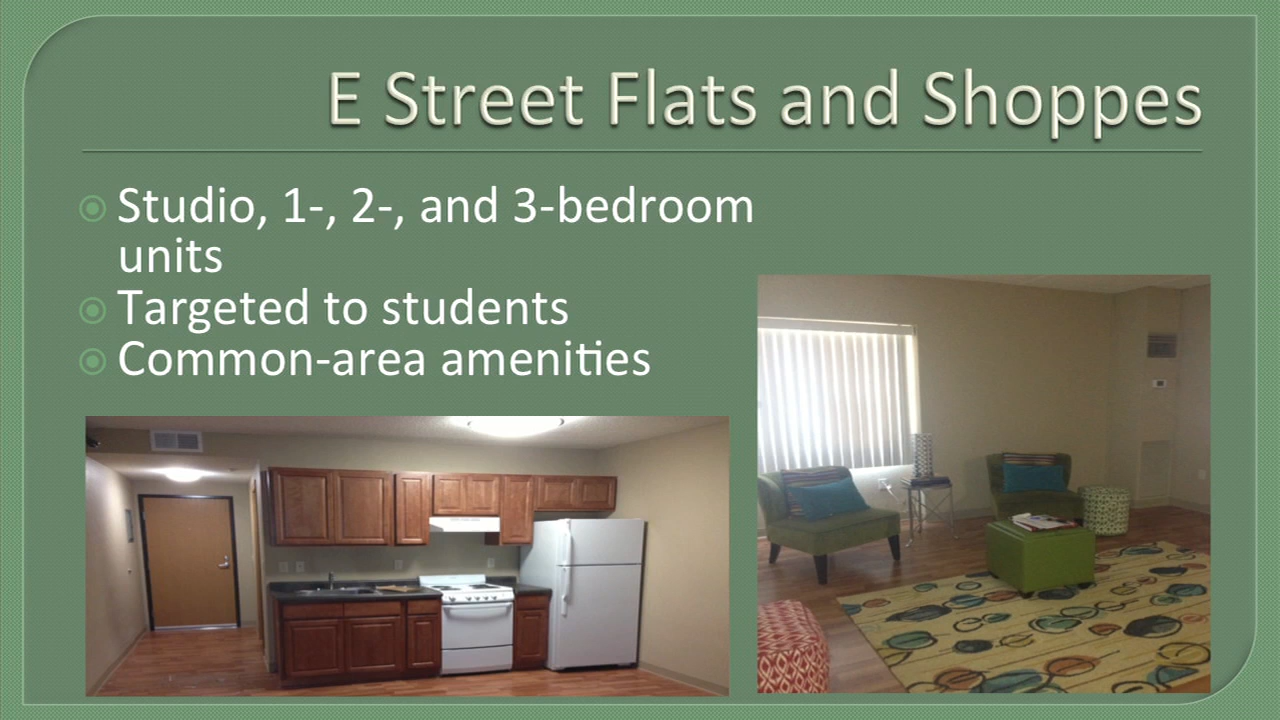 E Street Flats and Shoppes
Studio, 1-, 2-, and 3-bedroom
units
Targeted to students
Common-area amenities